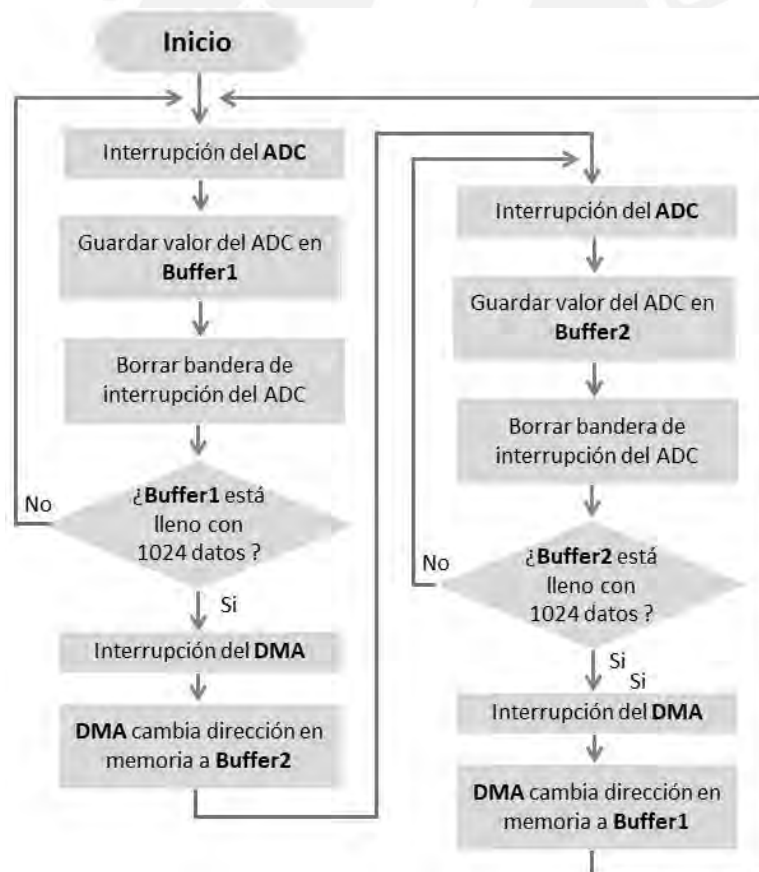 Inicio
Interrupción del ADC
Guardar valor del ADC en
Buffer1
Borrar bandera de
interrupción del ADC
¿Buffer1 está
lleno con
1024 datos ?
No
Si
Interrupción del DMA
DMA cambia dirección en
memoria a Buffer2
Interrupción del ADC
Guardar valor del ADC en
Buffer2
Borrar bandera de
interrupción del ADC
¿Buffer2 está
lleno con
1024 datos ?
No
Si
Si
Interrupción del DMA
DMA cambia dirección en
memoria a Buffer1